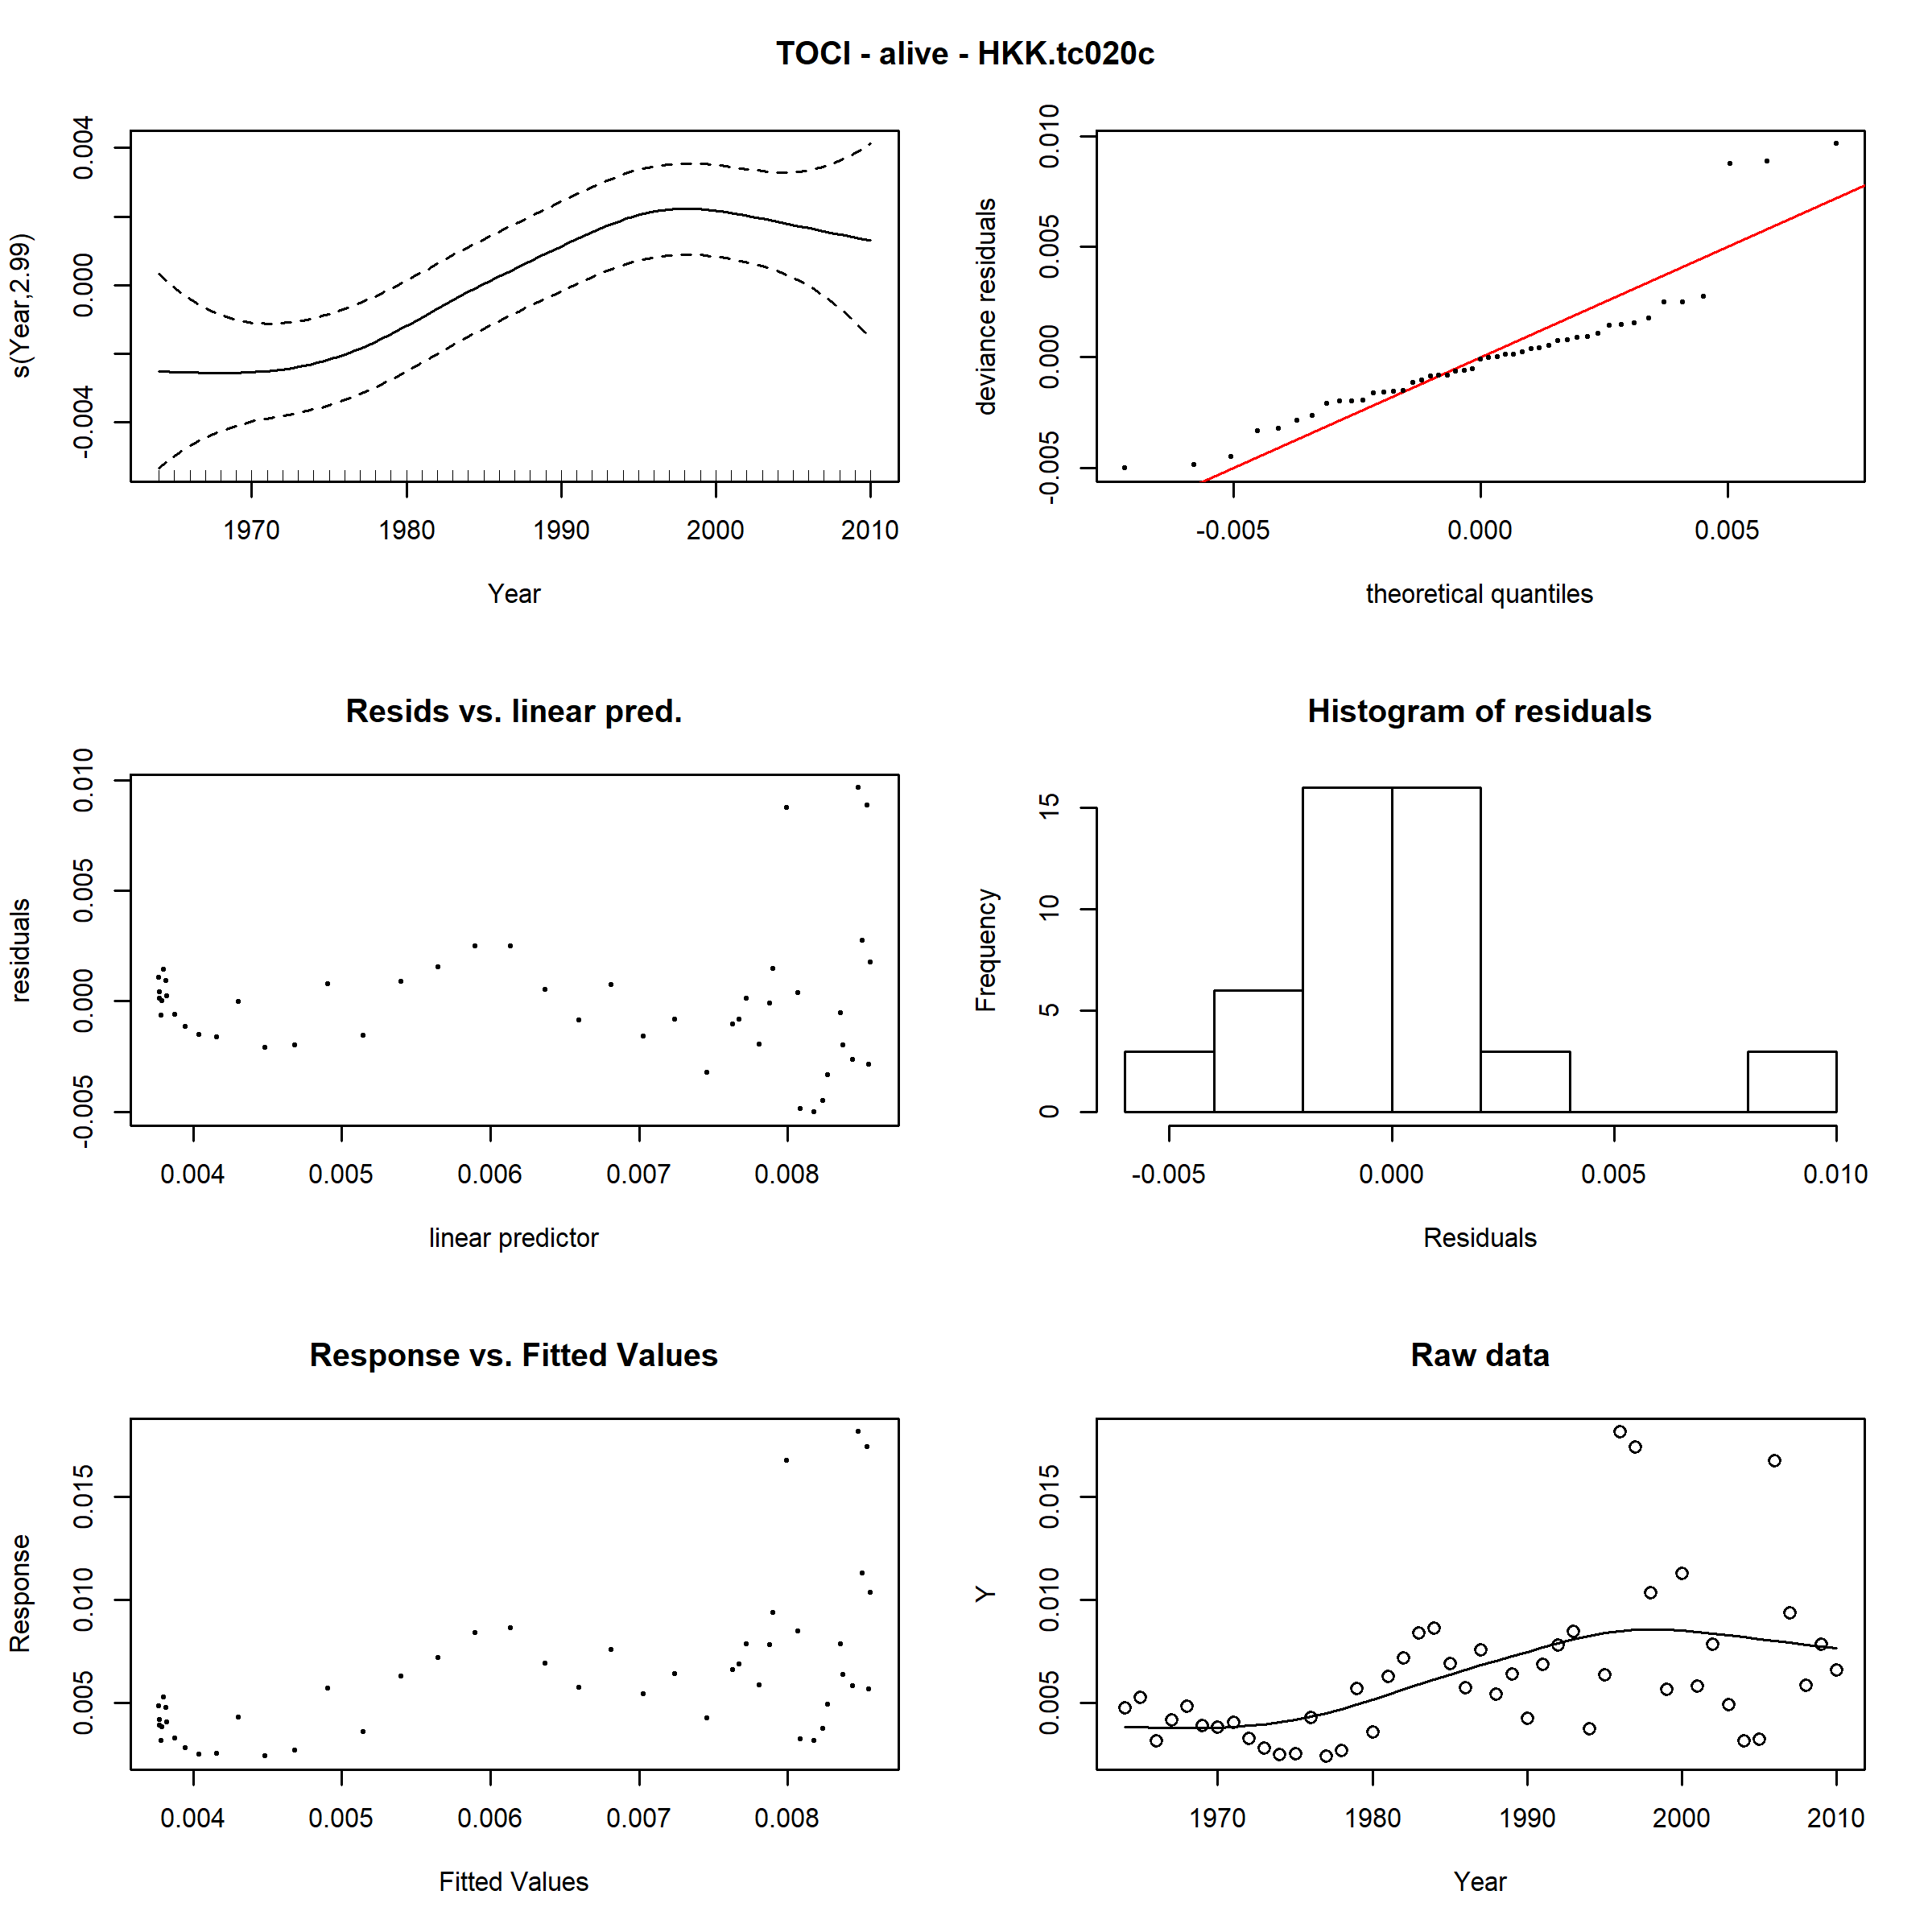 TOCI - alive - HKK.tc020c
s(Year,2.99)
0.004
0.000
-0.004
1970 1980 1990 2000 2010
Year
deviance residuals
0.010
0.005
0.000
-0.005
-0.005 0.000 0.005
theoretical quantiles
Resids vs. linear pred.
residuals
0.010
0.005
0.000
-0.005
0.004 0.005 0.006 0.007 0.008
linear predictor
Histogram of residuals
Frequency
15
10
5
0
-0.005 0.000 0.005 0.010
Residuals
Response vs. Fitted Values
Response
0.015
0.010
0.005
0.004 0.005 0.006 0.007 0.008
Fitted Values
Raw data
Y
0.015
0.010
0.005
1970 1980 1990 2000 2010
Year